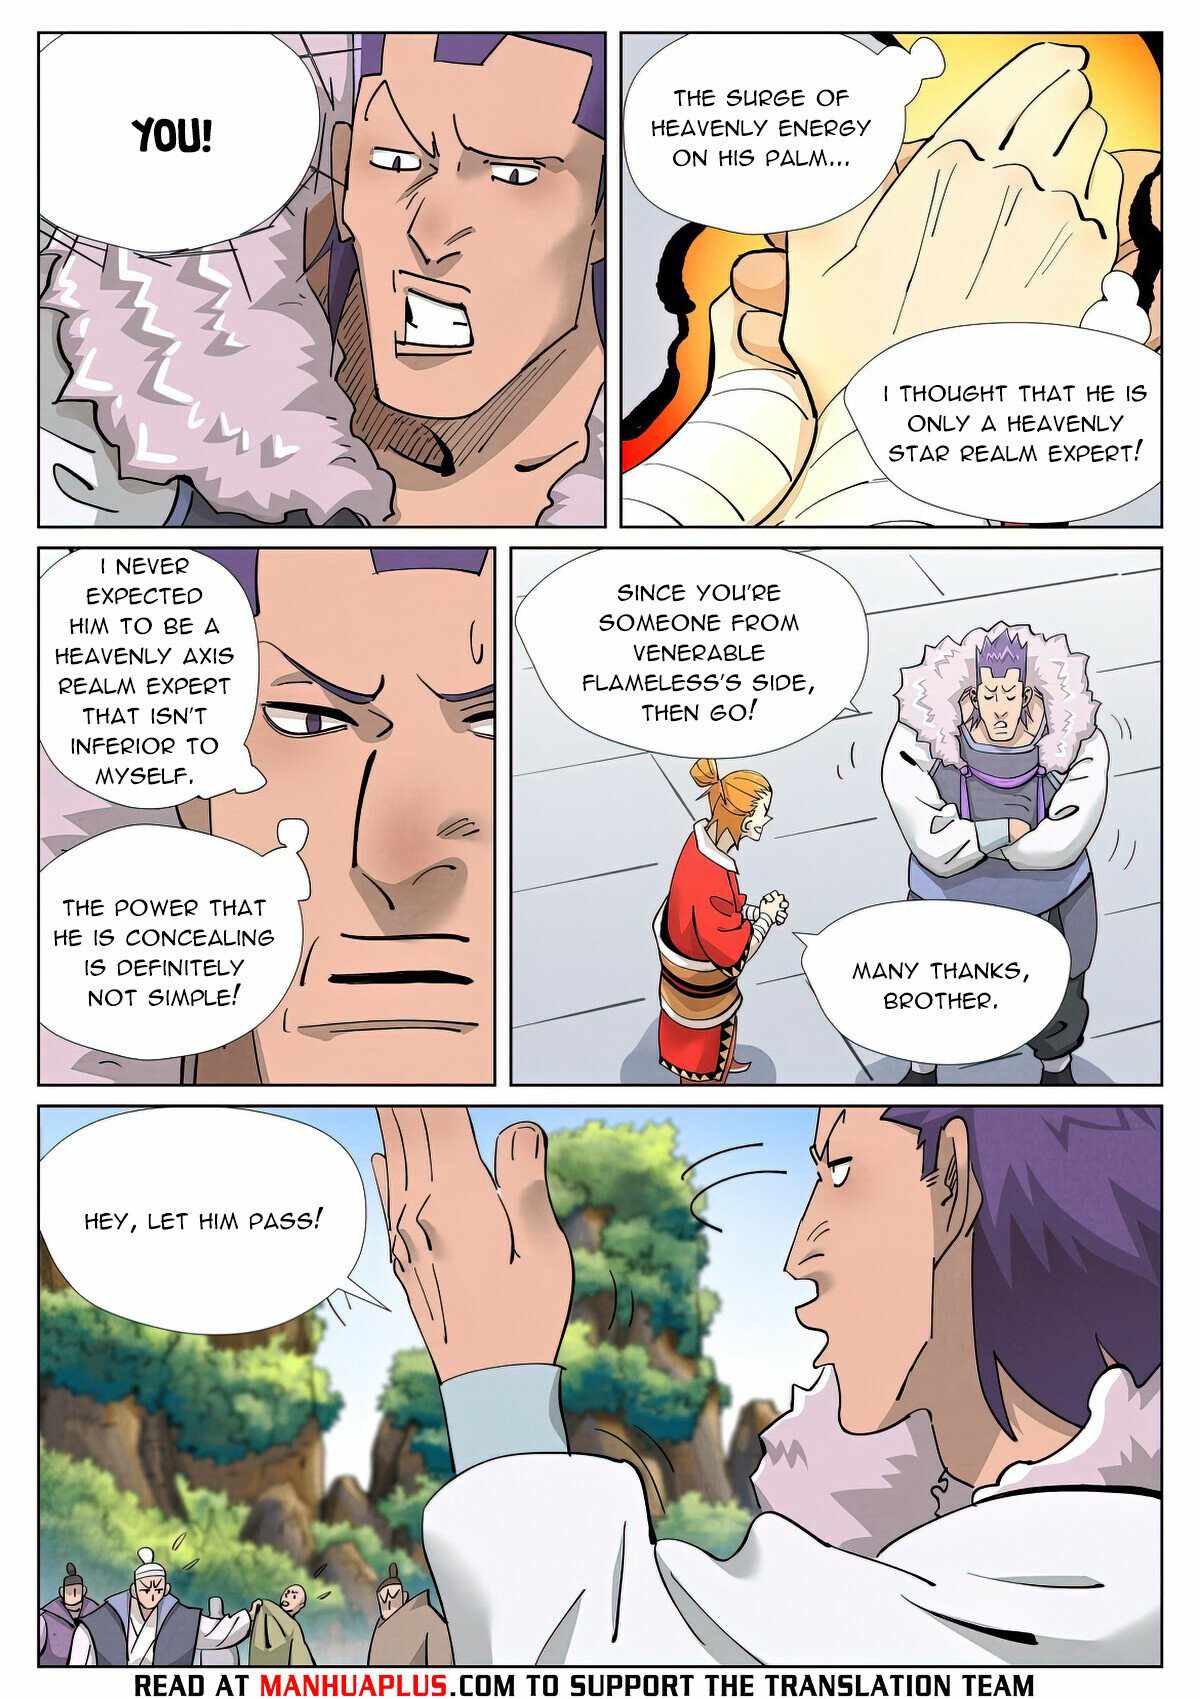 YOU!
THE SURGE OF
HEAVENLY ENERGY
ON HIS PALM...
I THOUGHT THAT HE IS
ONLY A HEAVENLY
STAR REALM EXPERT!
I NEVER
EXPECTED
HIM TO BE A
HEAVENLY AXIS
REALM EXPERT
THAT ISN'T
INFERIOR TO
MYSELF.
THE POWER THAT
HE IS CONCEALING
IS DEFINITELY
NOT SIMPLE!
SINCE YOU'RE
SOMEONE FROM
VENERABLE
FLAMELESS'S SIDE,
THEN GO!
MANY THANKS,
BROTHER.
HEY, LET HIM PASS!
READ AT MANHUAPLUS.COM TO SUPPORT THE TRANSLATION TEAM